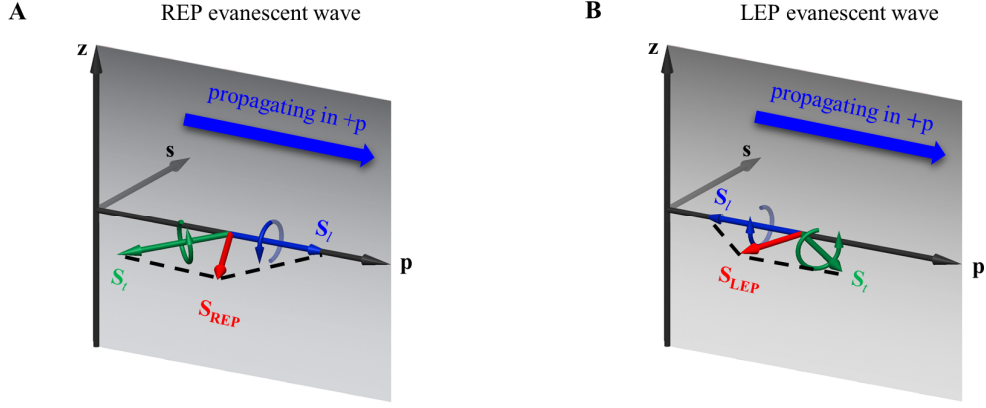 A
REP evanescent wave
z
propagating in +p
s
S_l
S_t
p
S_REP
B
LEP evanescent wave
z
propagating in +p
s
S_l
p
S_LEP
S_t